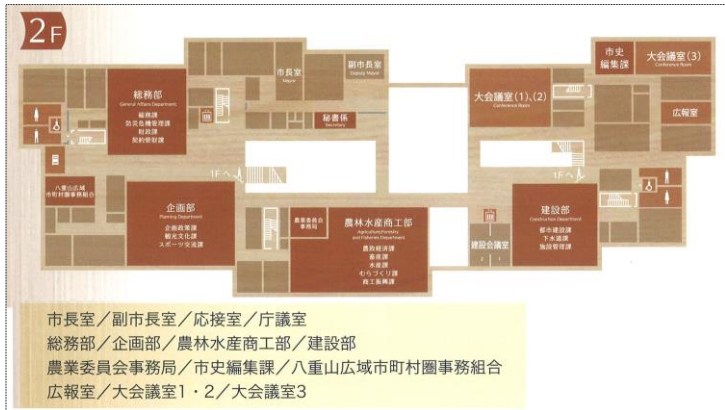 2F
市長室
Mayor
副市長室
Deputy Mayor
市史
編集課
大会議室(3)
Conference Room
総務部
General Affairs Department
総務課
防災危機管理課
財政課
契約管財課
秘書係
Secretary
大会議室(1)、(2)
Conference Room
広報室
1Fへ
1Fへ
八重山広域
市町村圏事務組合
企画部
Planning Department
企画政策課
観光文化課
スポーツ交流課
農業委員会
事務局
農林水産商工部
Agriculture,Forestry
and Fisheries Department
農政経済課
畜産課
水産課
むらづくり課
商工振興課
建設会議室
2 1
建設部
Construction Department
都市建設課
下水道課
施設管理課
市長室/副市長室/応接室/庁議室
総務部/企画部/農林水産商工部/建設部
農業委員会事務局/市史編集課/八重山広域市町村圏事務組合
広報室/大会議室1・2/大会議室3